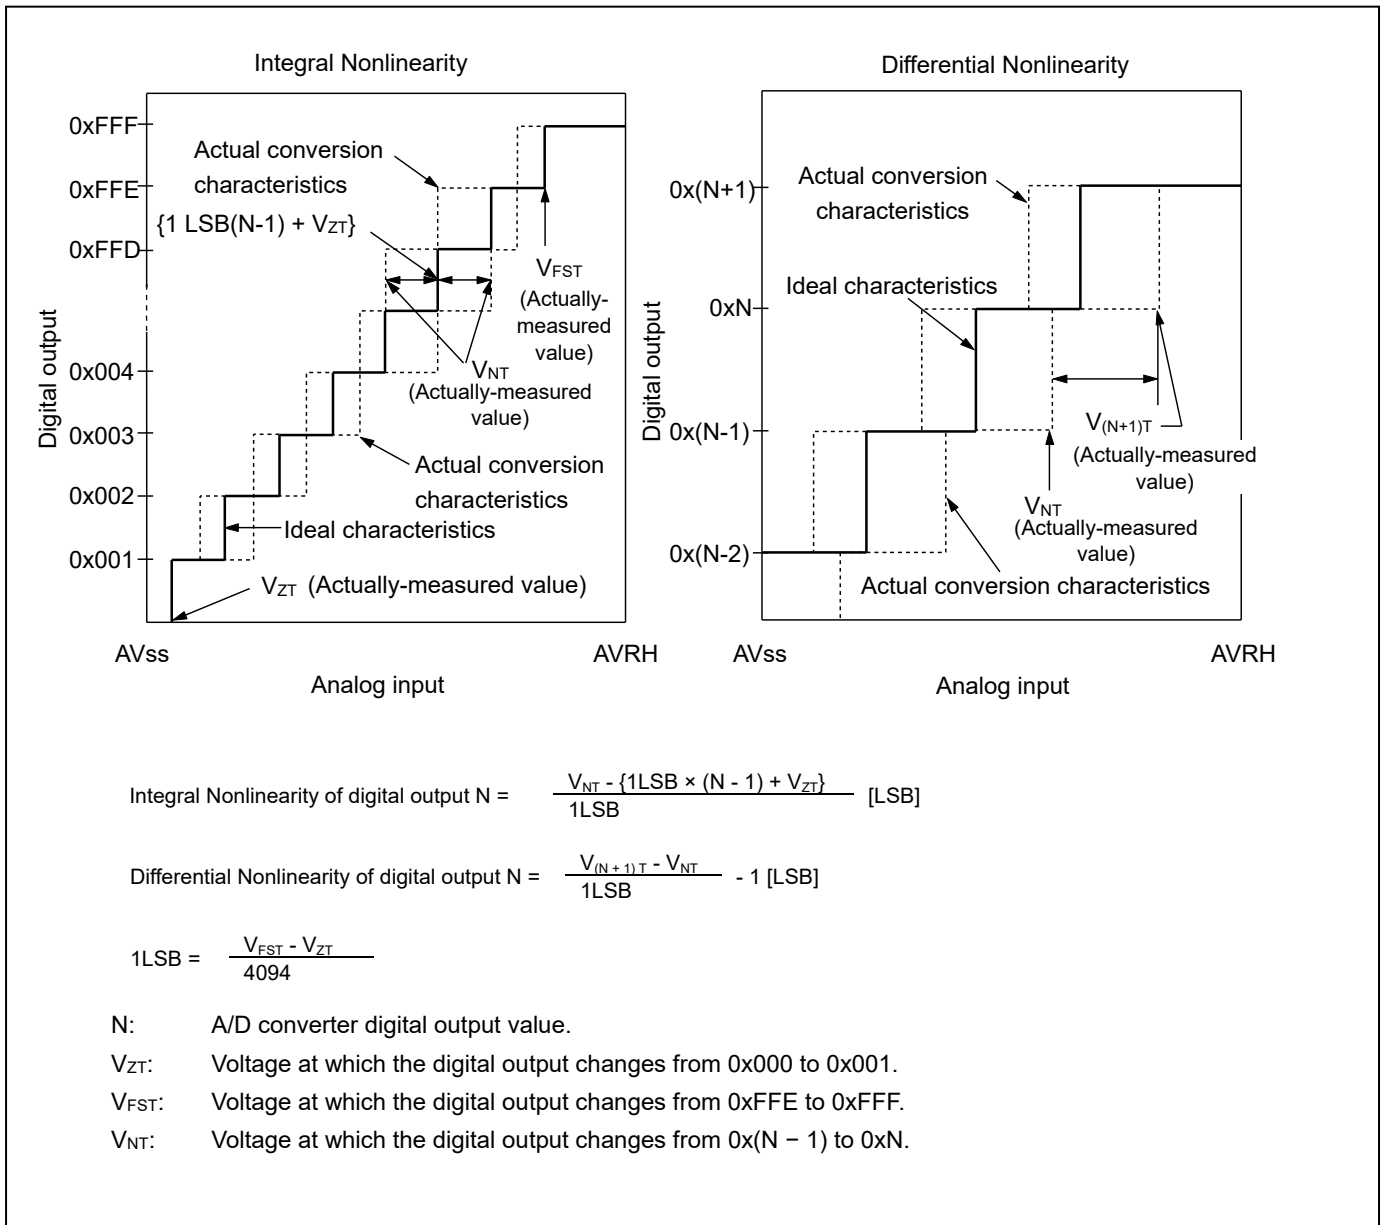 Integral Nonlinearity
0xFFF
0xFFE
0xFFD
0x004
0x003
0x002
0x001
Digital output
Actual conversion
characteristics
{1 LSB(N-1) + VZT}
VFST
(Actually-
measured
value)
VNT
(Actually-measured
value)
Actual conversion
characteristics
Ideal characteristics
VZT (Actually-measured value)
AVss
AVRH
Analog input
Differential Nonlinearity
0x(N+1)
0xN
0x(N-1)
0x(N-2)
Digital output
Actual conversion
characteristics
Ideal characteristics
V(N+1)T
(Actually-measured
value)
VNT
(Actually-measured
value)
Actual conversion characteristics
AVss
AVRH
Analog input
Integral Nonlinearity of digital output N =
VNT - {1LSB × (N - 1) + VZT}
1LSB
[LSB]
Differential Nonlinearity of digital output N =
V(N + 1) T - VNT
1LSB
- 1 [LSB]
1LSB =
VFST - VZT
4094
N: A/D converter digital output value.
VZT: Voltage at which the digital output changes from 0x000 to 0x001.
VFST: Voltage at which the digital output changes from 0xFFE to 0xFFF.
VNT: Voltage at which the digital output changes from 0x(N − 1) to 0xN.